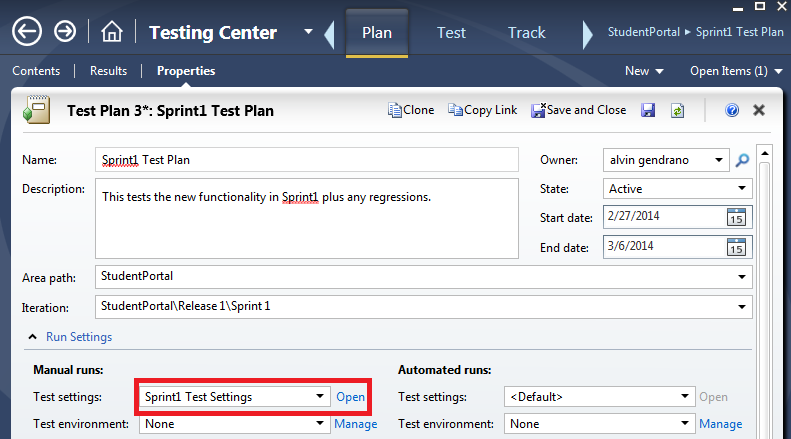 Testing Center Plan Test Track StudentPortal ▸ Sprint1 Test Plan
Contents Results Properties New Open Items (1)
Test Plan 3*: Sprint1 Test Plan Clone Copy Link Save and Close
Name: Sprint1 Test Plan Owner: alvin gendrano
Description: This tests the new functionality in Sprint1 plus any regressions. State: Active
Start date: 2/27/2014 15
End date: 3/6/2014 15
Area path: StudentPortal
Iteration: StudentPortal\Release 1\Sprint 1
Run Settings
Manual runs: Automated runs:
Test settings: Sprint1 Test Settings Open Test settings: <Default> Open
Test environment: None Manage Test environment: None Manage